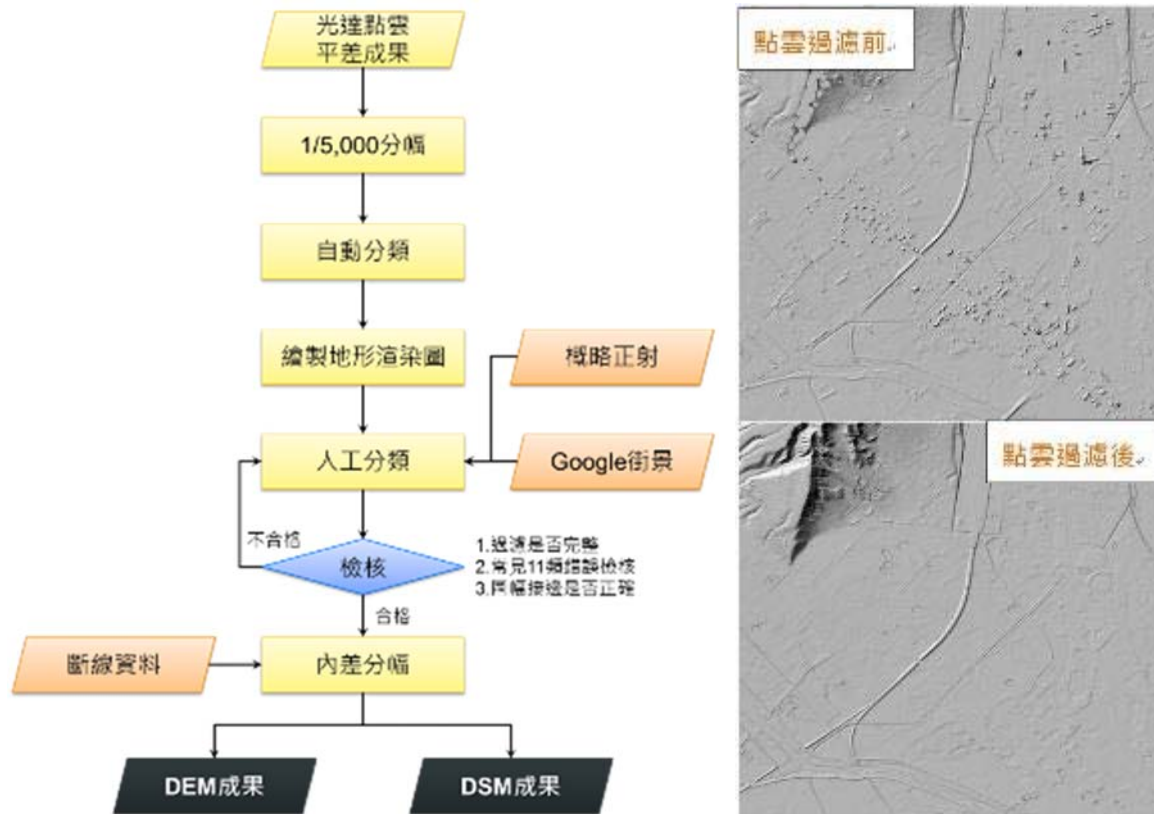 光達點雲
平差成果
1/5,000分幅
自動分類
繪製地形渲染圖
概略正射
人工分類
Google街景
不合格
檢核
1.過濾是否完整
2.常見11類錯誤檢核
3.圖幅接邊是否正確
合格
斷線資料
內差分幅
DEM成果
DSM成果
點雲過濾前
點雲過濾後